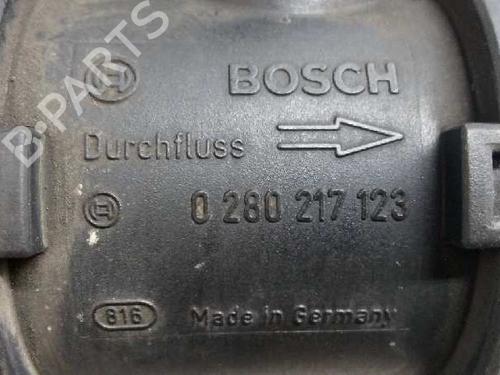 B-PARTS
BOSCH
Durchfluss
0 280 217 123
816 Made in Germany